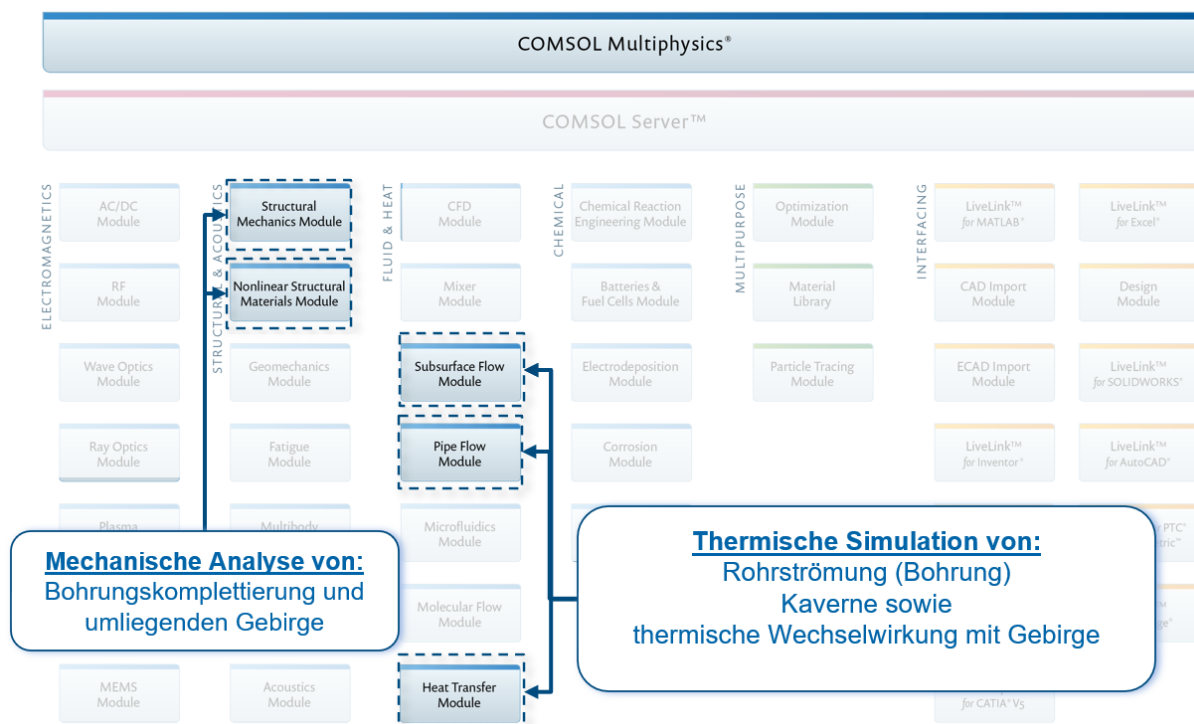 COMSOL Multiphysics®
COMSOL Server™
ELECTROMAGNETICS
AC/DC
Module
RF
Module
Wave Optics
Module
Ray Optics
Module
Plasma
MEMS
Module
STRUCTURAL & ACOUSTICS
Structural
Mechanics Module
Nonlinear Structural
Materials Module
Geomechanics
Module
Fatigue
Module
Multibody
Acoustics
Module
FLUID & HEAT
CFD
Module
Mixer
Module
Subsurface Flow
Module
Pipe Flow
Module
Microfluidics
Module
Molecular Flow
Module
Heat Transfer
Module
CHEMICAL
Chemical Reaction
Engineering Module
Batteries &
Fuel Cells Module
Electrodeposition
Module
Corrosion
Module
MULTIPURPOSE
Optimization
Module
Material
Library
Particle Tracing
Module
INTERFACING
LiveLink™
for MATLAB®
CAD Import
Module
ECAD Import
Module
LiveLink™
for Inventor®
for CATIA® V5
LiveLink™
for Excel®
Design
Module
LiveLink™
for SOLIDWORKS®
LiveLink™
for AutoCAD®
PTC®
Mechanische Analyse von:
Bohrungskomplettierung und
umliegenden Gebirge
Thermische Simulation von:
Rohrströmung (Bohrung)
Kaverne sowie
thermische Wechselwirkung mit Gebirge